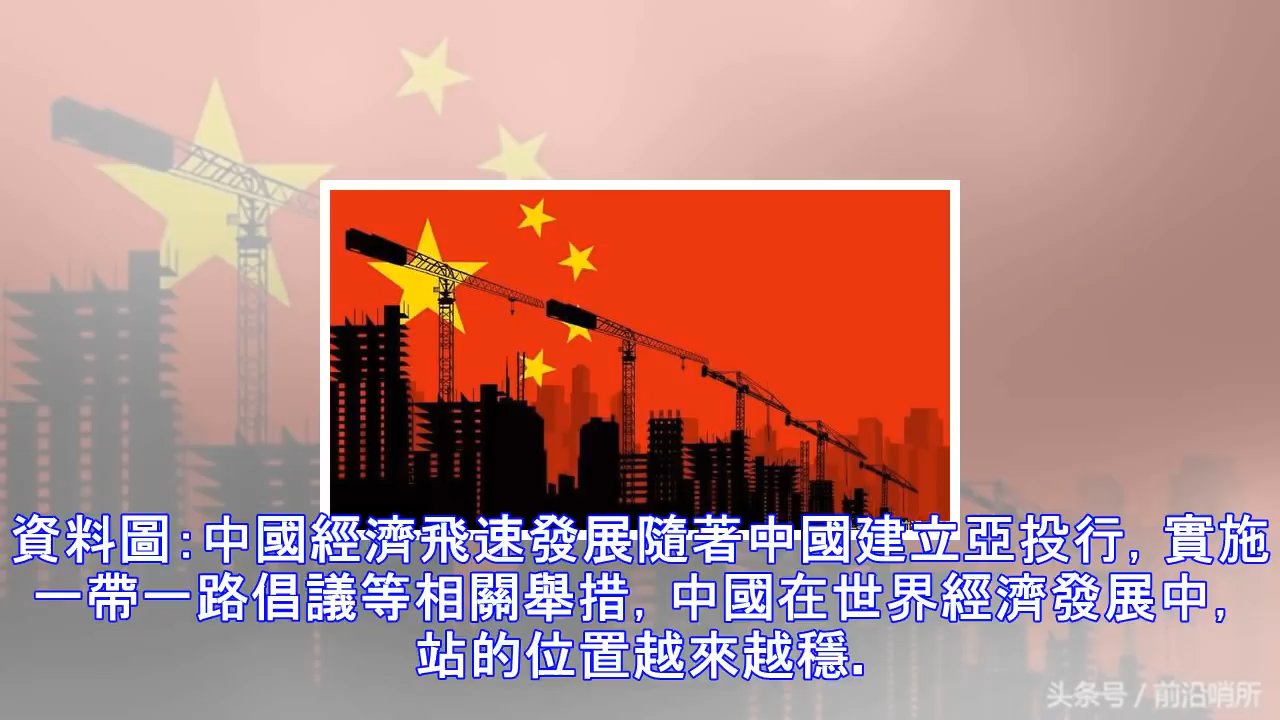 資料圖:中國經濟飛速發展隨著中國建立亞投行, 實施
一帶一路倡議等相關舉措, 中國在世界經濟發展中,
站的位置越來越穩.
头条号 / 前沿哨所